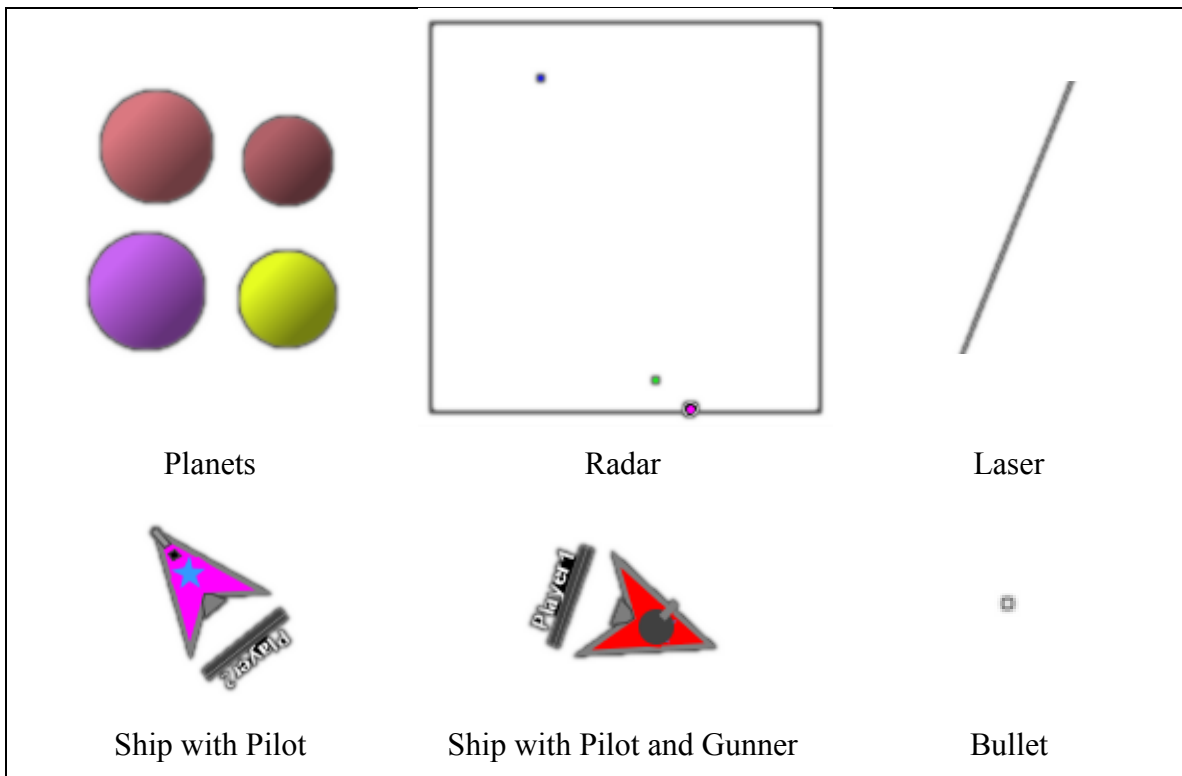 Planets
Radar
Laser
Player2
Player1
Ship with Pilot
Ship with Pilot and Gunner
Bullet